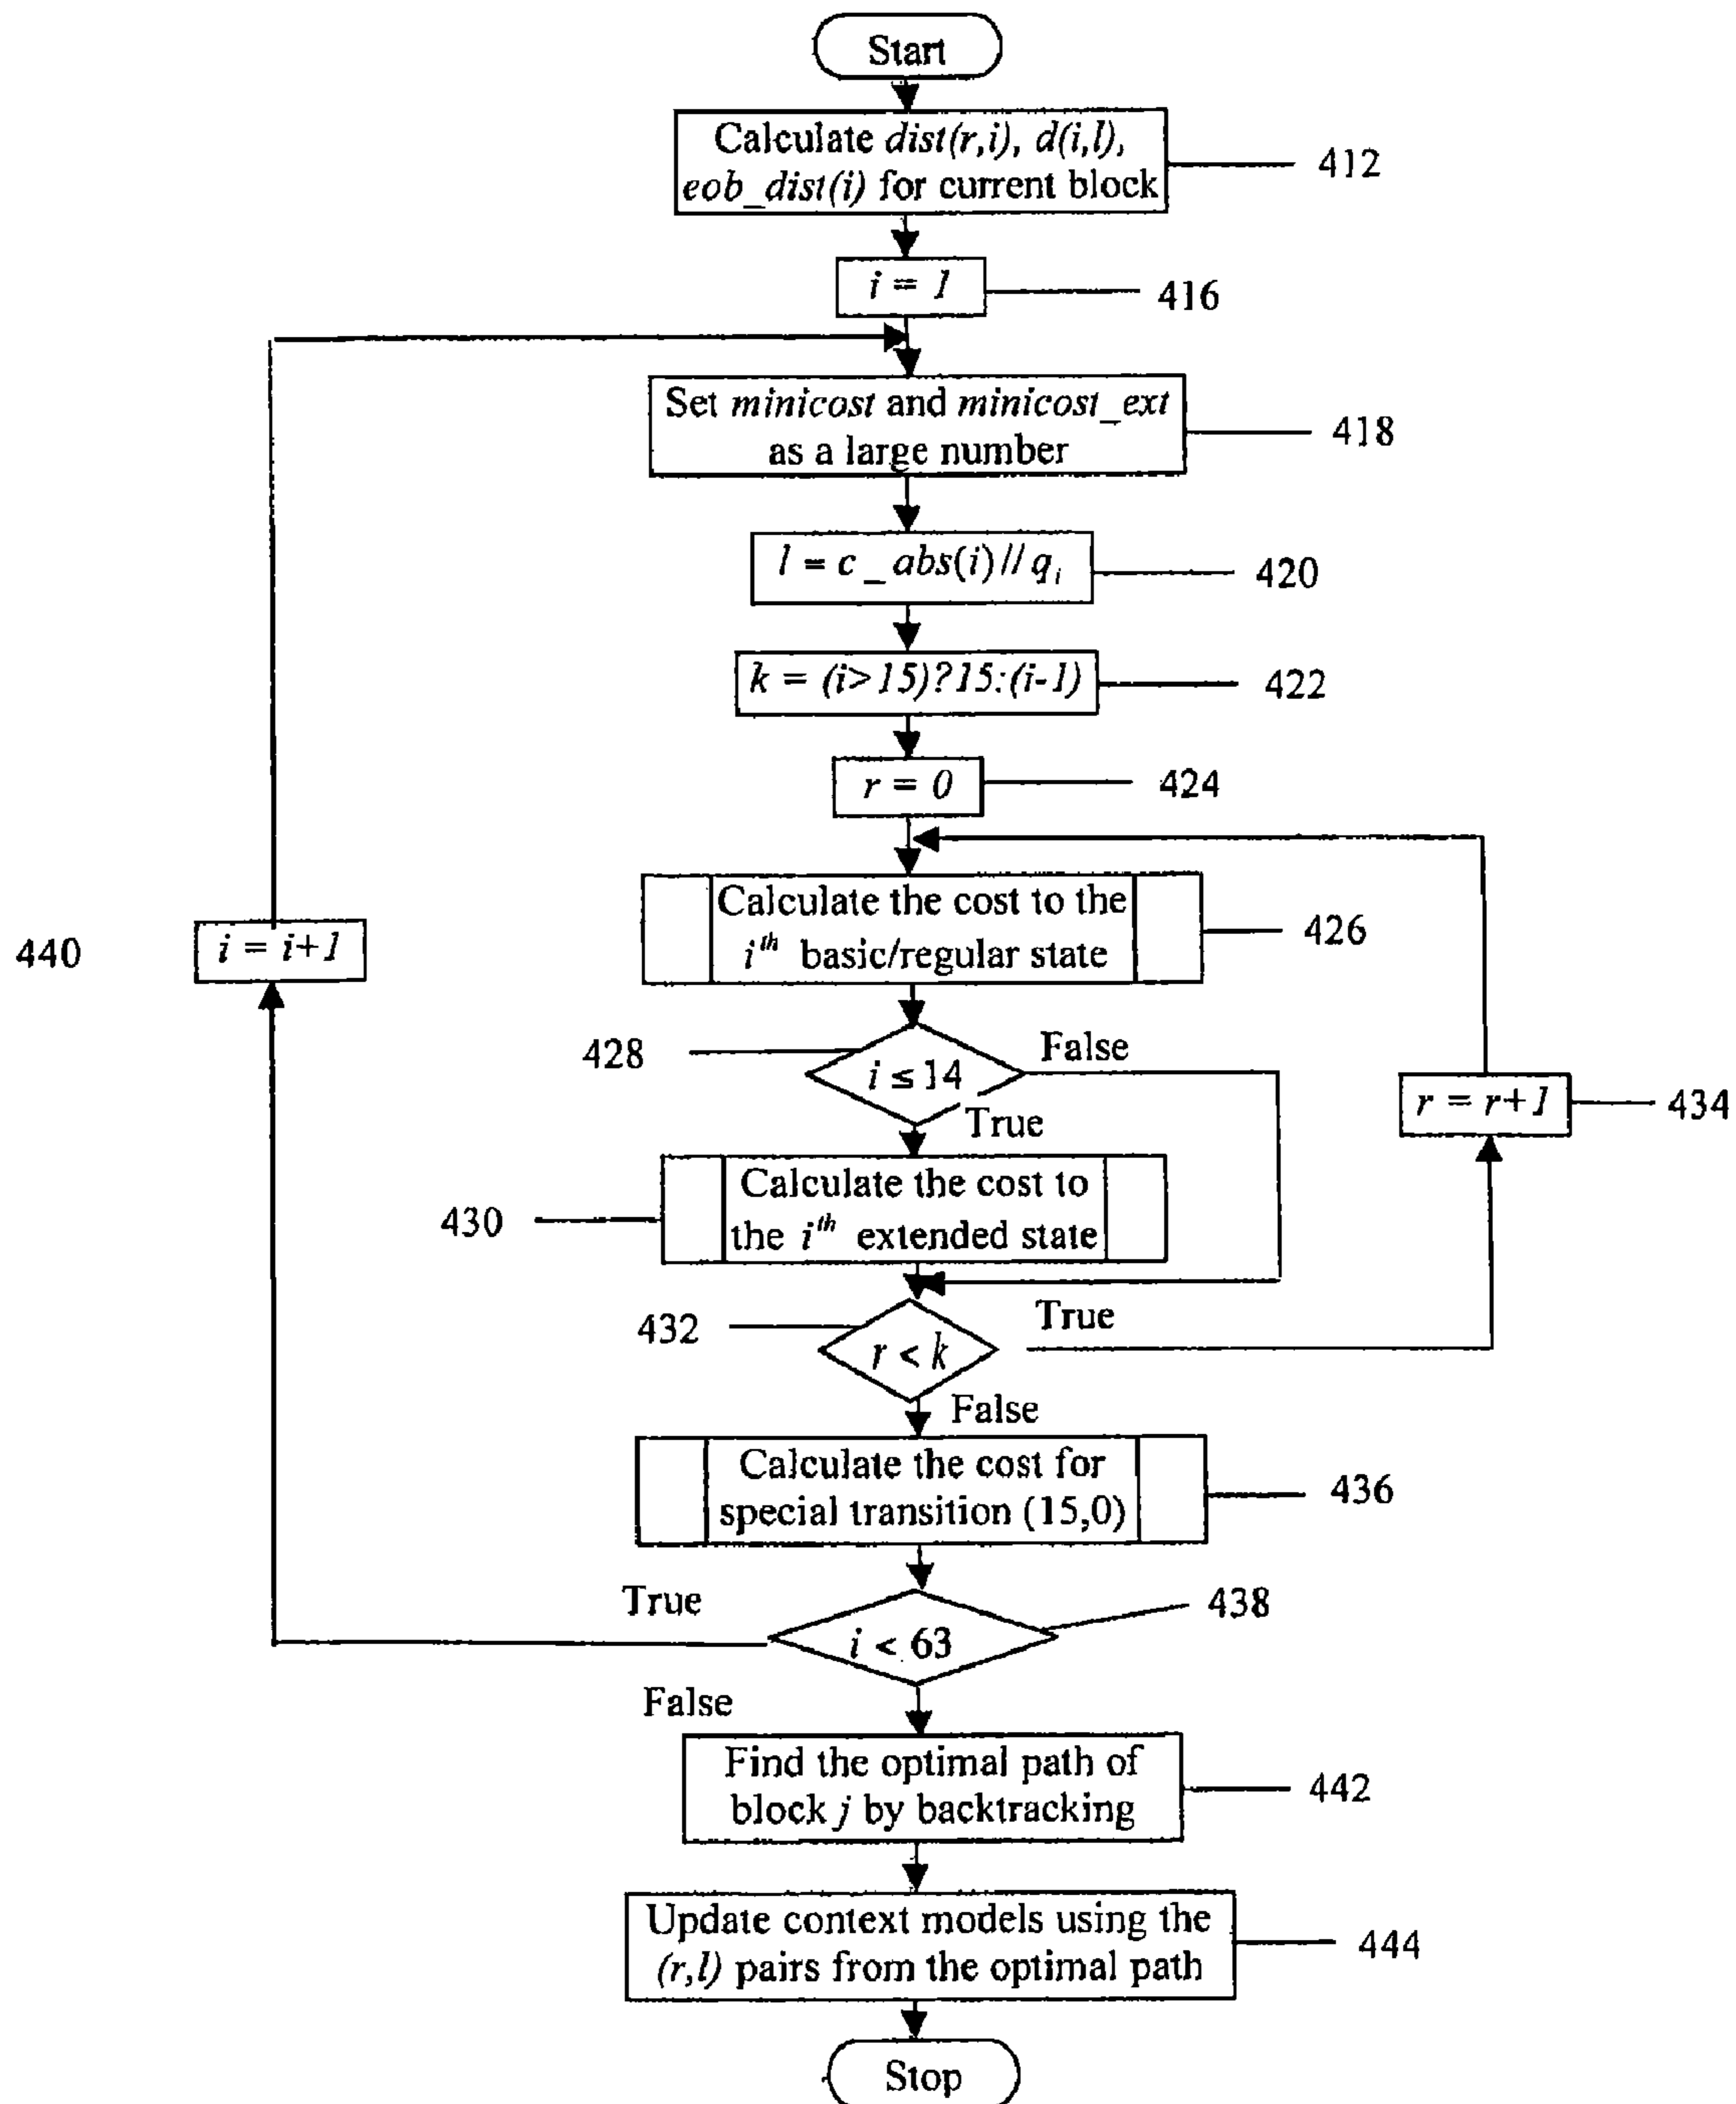 Start
Calculate dist(r,i), d(i,l),
eob_dist(i) for current block
412
i = 1
416
Set minicost and minicost_ext
as a large number
418
l = c_abs(i)//q_i
420
k = (i>15)?15:(i-1)
422
r = 0
424
Calculate the cost to the
i^th basic/regular state
426
440
i = i+1
428
i ≤ 14
False
True
r = r+1
434
430
Calculate the cost to
the i^th extended state
432
r < k
True
False
Calculate the cost for
special transition (15,0)
436
True
438
i < 63
False
Find the optimal path of
block j by backtracking
442
Update context models using the
(r,l) pairs from the optimal path
444
Stop